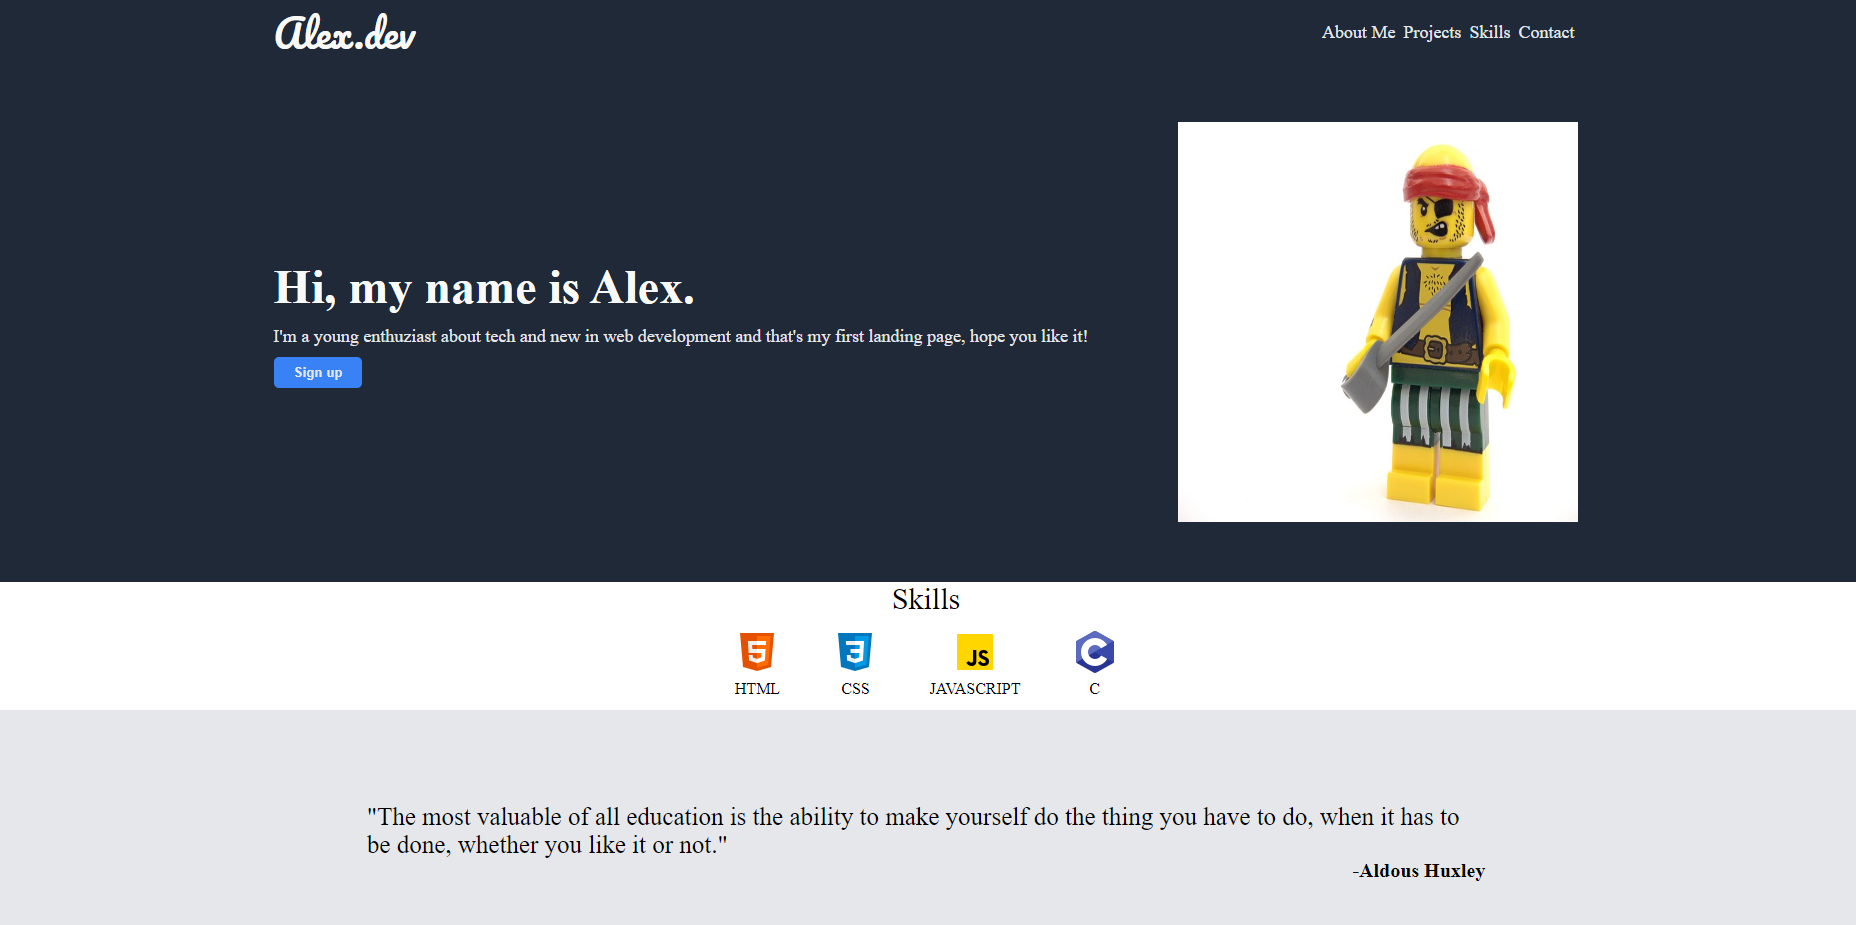 Alex.dev
About Me Projects Skills Contact
Hi, my name is Alex.
I'm a young enthuziast about tech and new in web development and that's my first landing page, hope you like it!
Sign up
Skills
5 3 JS C
HTML CSS JAVASCRIPT C
"The most valuable of all education is the ability to make yourself do the thing you have to do, when it has to
be done, whether you like it or not."
-Aldous Huxley